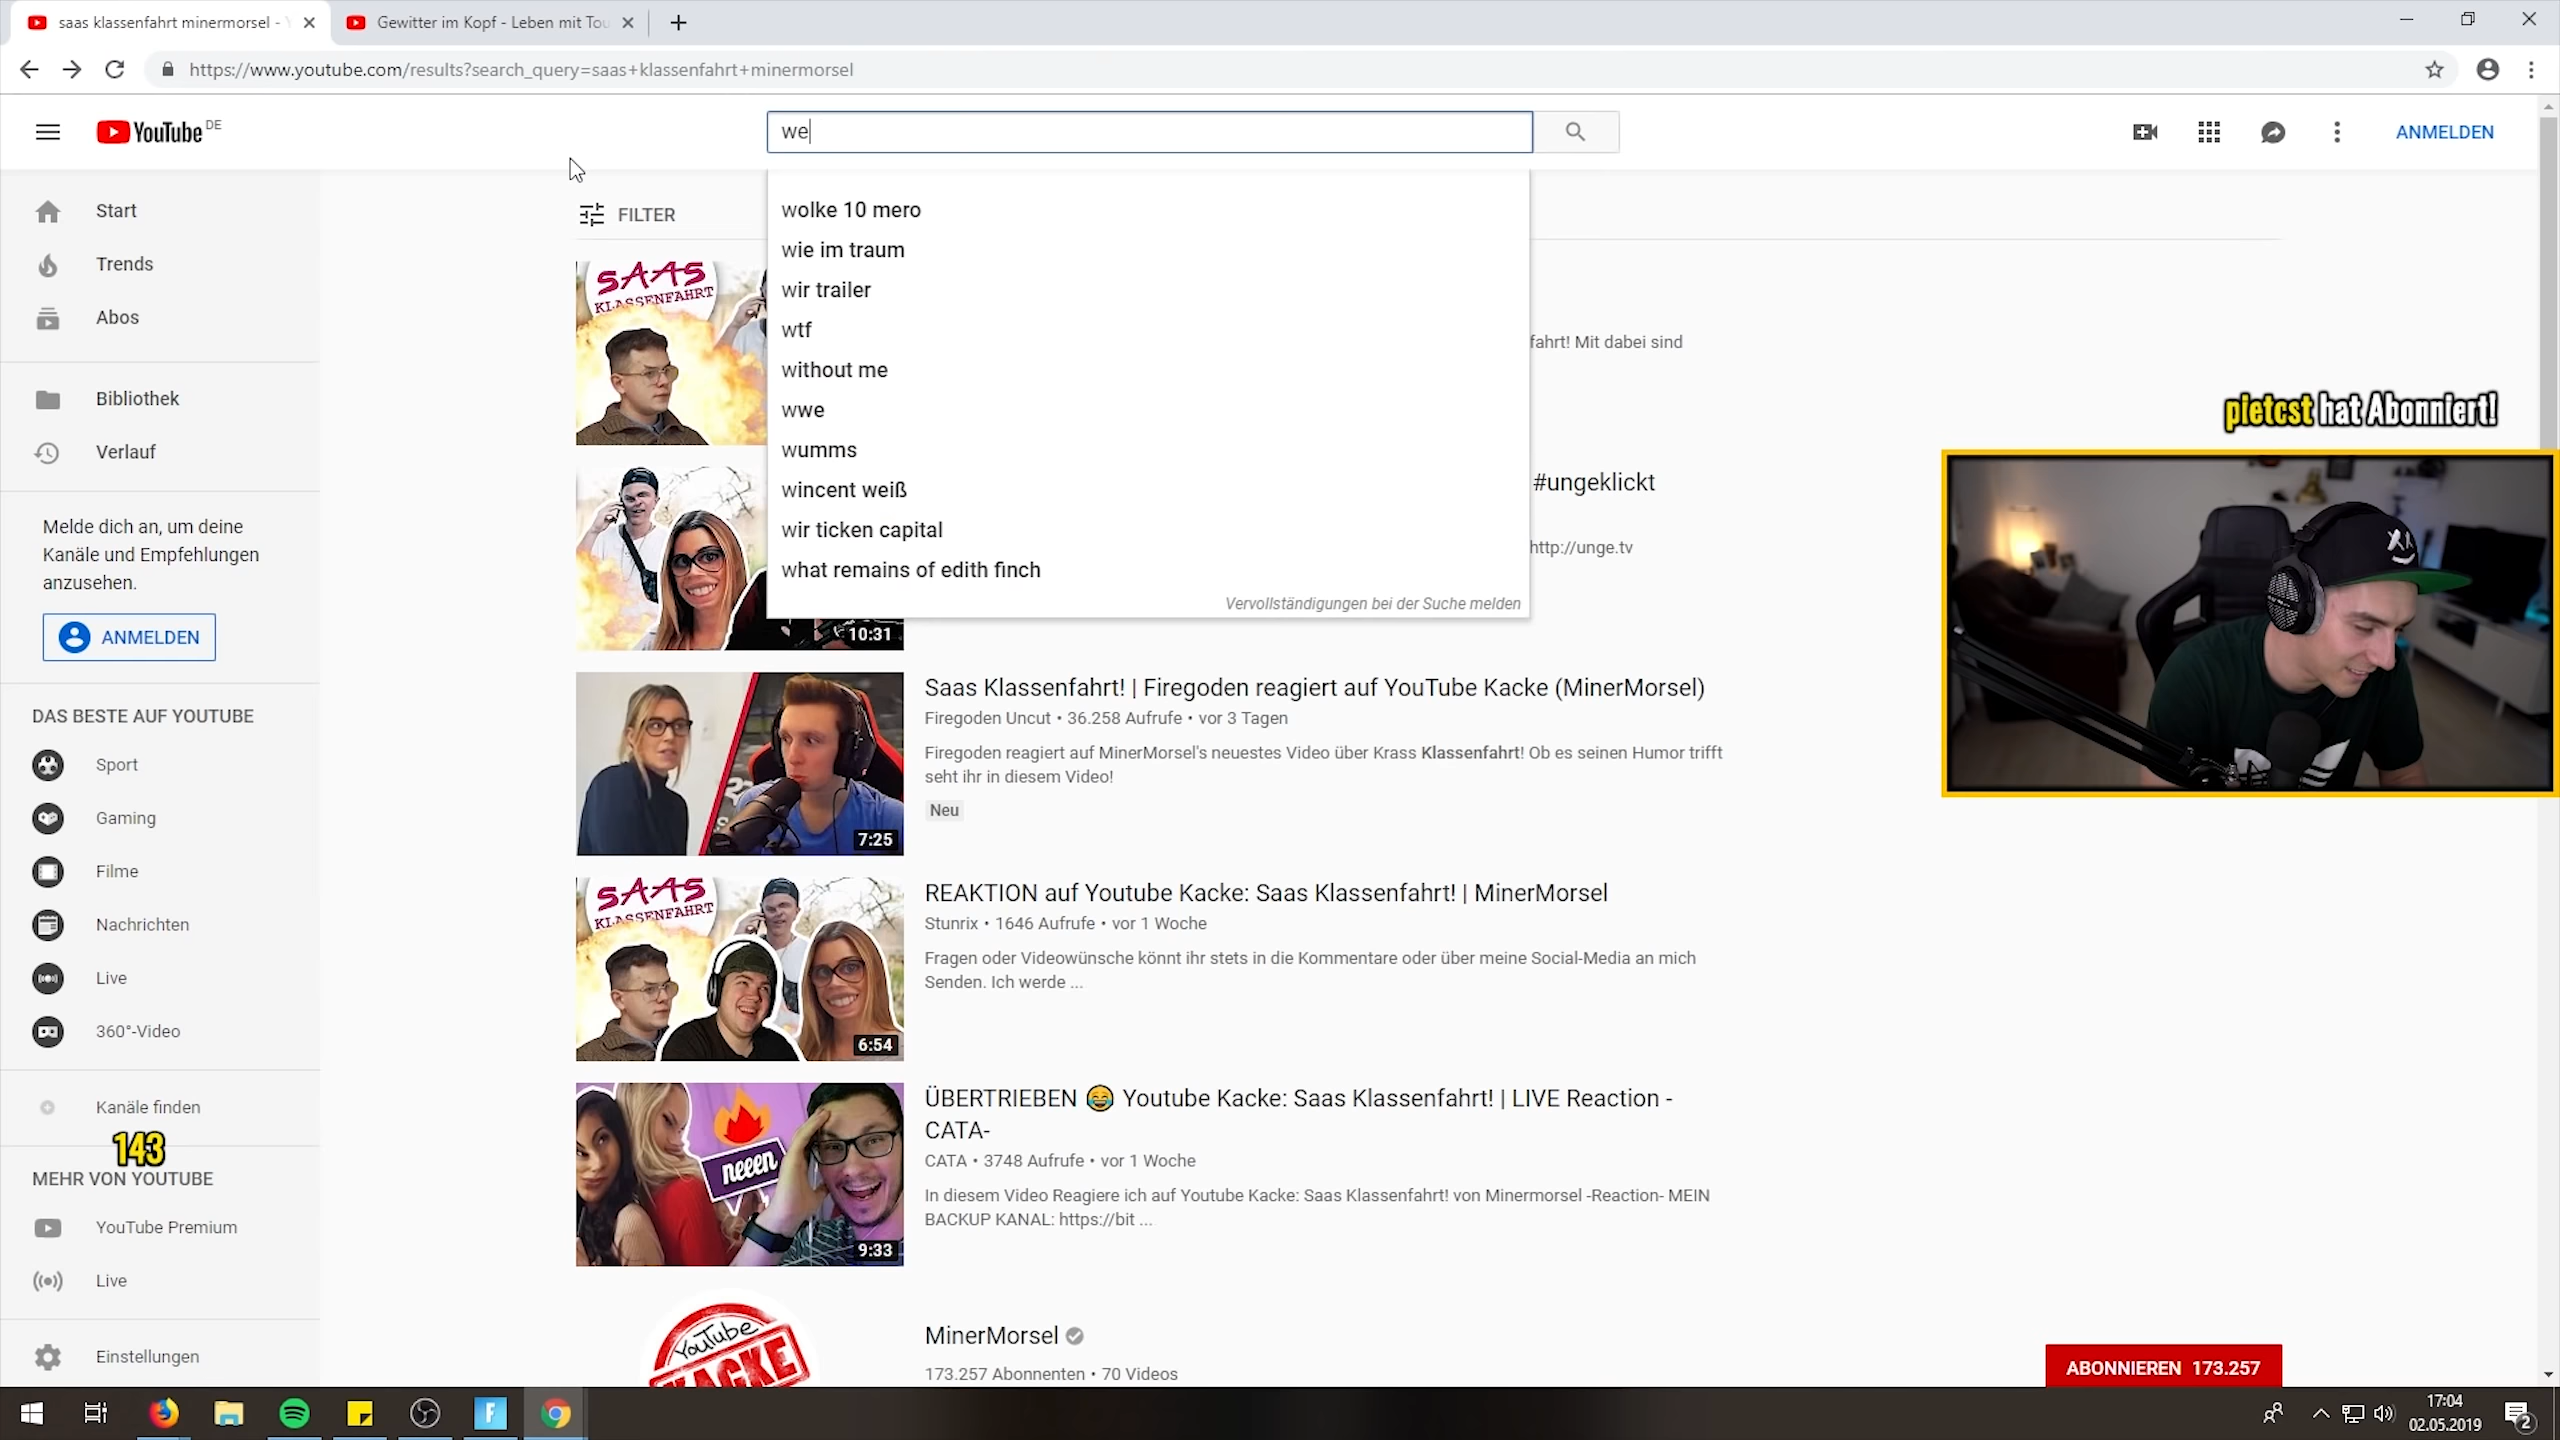 saas klassenfahrt minermorsel - Y
Gewitter im Kopf - Leben mit Tou
https://www.youtube.com/results?search_query=saas+klassenfahrt+minermorsel
YouTube DE
we
ANMELDEN
Start
Trends
Abos
Bibliothek
Verlauf
Melde dich an, um deine
Kanäle und Empfehlungen
anzusehen.
ANMELDEN
DAS BESTE AUF YOUTUBE
Sport
Gaming
Filme
Nachrichten
Live
360°-Video
Kanäle finden
143
MEHR VON YOUTUBE
YouTube Premium
Live
Einstellungen
FILTER
wolke 10 mero
wie im traum
wir trailer
wtf
without me
wwe
wumms
wincent weiß
wir ticken capital
what remains of edith finch
Vervollständigungen bei der Suche melden
SAAS
KLASSENFAHRT
fahrt! Mit dabei sind
#ungeklickt
http://unge.tv
10:31
pietcst hat Abonniert!
Saas Klassenfahrt! | Firegoden reagiert auf YouTube Kacke (MinerMorsel)
Firegoden Uncut • 36.258 Aufrufe • vor 3 Tagen
Firegoden reagiert auf MinerMorsel's neuestes Video über Krass Klassenfahrt! Ob es seinen Humor trifft
seht ihr in diesem Video!
Neu
7:25
SAAS
KLASSENFAHRT
6:54
REAKTION auf Youtube Kacke: Saas Klassenfahrt! | MinerMorsel
Stunrix • 1646 Aufrufe • vor 1 Woche
Fragen oder Videowünsche könnt ihr stets in die Kommentare oder über meine Social-Media an mich
Senden. Ich werde ...
neeen
9:33
ÜBERTRIEBEN 😂 Youtube Kacke: Saas Klassenfahrt! | LIVE Reaction -
CATA-
CATA • 3748 Aufrufe • vor 1 Woche
In diesem Video Reagiere ich auf Youtube Kacke: Saas Klassenfahrt! von Minermorsel -Reaction- MEIN
BACKUP KANAL: https://bit ...
YouTube
KACKE
MinerMorsel
173.257 Abonnenten • 70 Videos
ABONNIEREN 173.257
17:04
02.05.2019
2